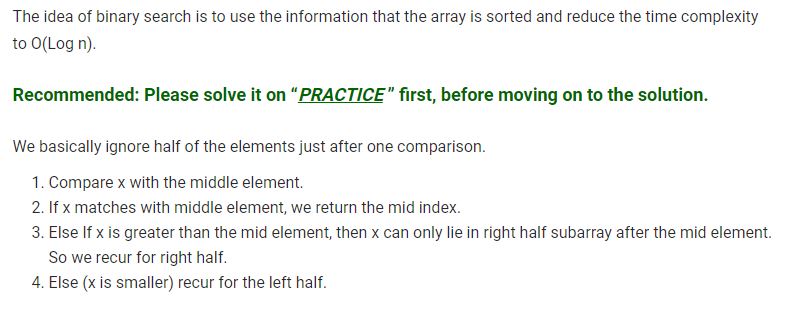 The idea of binary search is to use the information that the array is sorted and reduce the time complexity
to O(Log n).
Recommended: Please solve it on “PRACTICE” first, before moving on to the solution.
We basically ignore half of the elements just after one comparison.
1. Compare x with the middle element.
2. If x matches with middle element, we return the mid index.
3. Else If x is greater than the mid element, then x can only lie in right half subarray after the mid element.
So we recur for right half.
4. Else (x is smaller) recur for the left half.